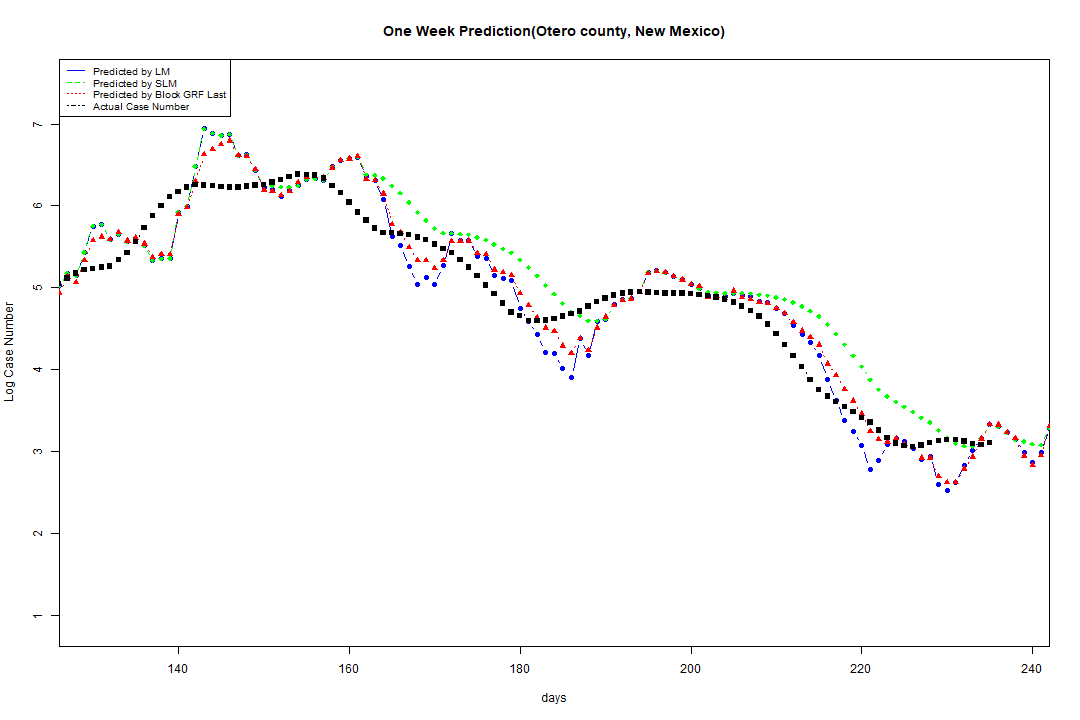 One Week Prediction(Otero county, New Mexico)
Predicted by LM
Predicted by SLM
Predicted by Block GRF Last
Actual Case Number
7
6
5
4
3
2
1
Log Case Number
140 160 180 200 220 240
days